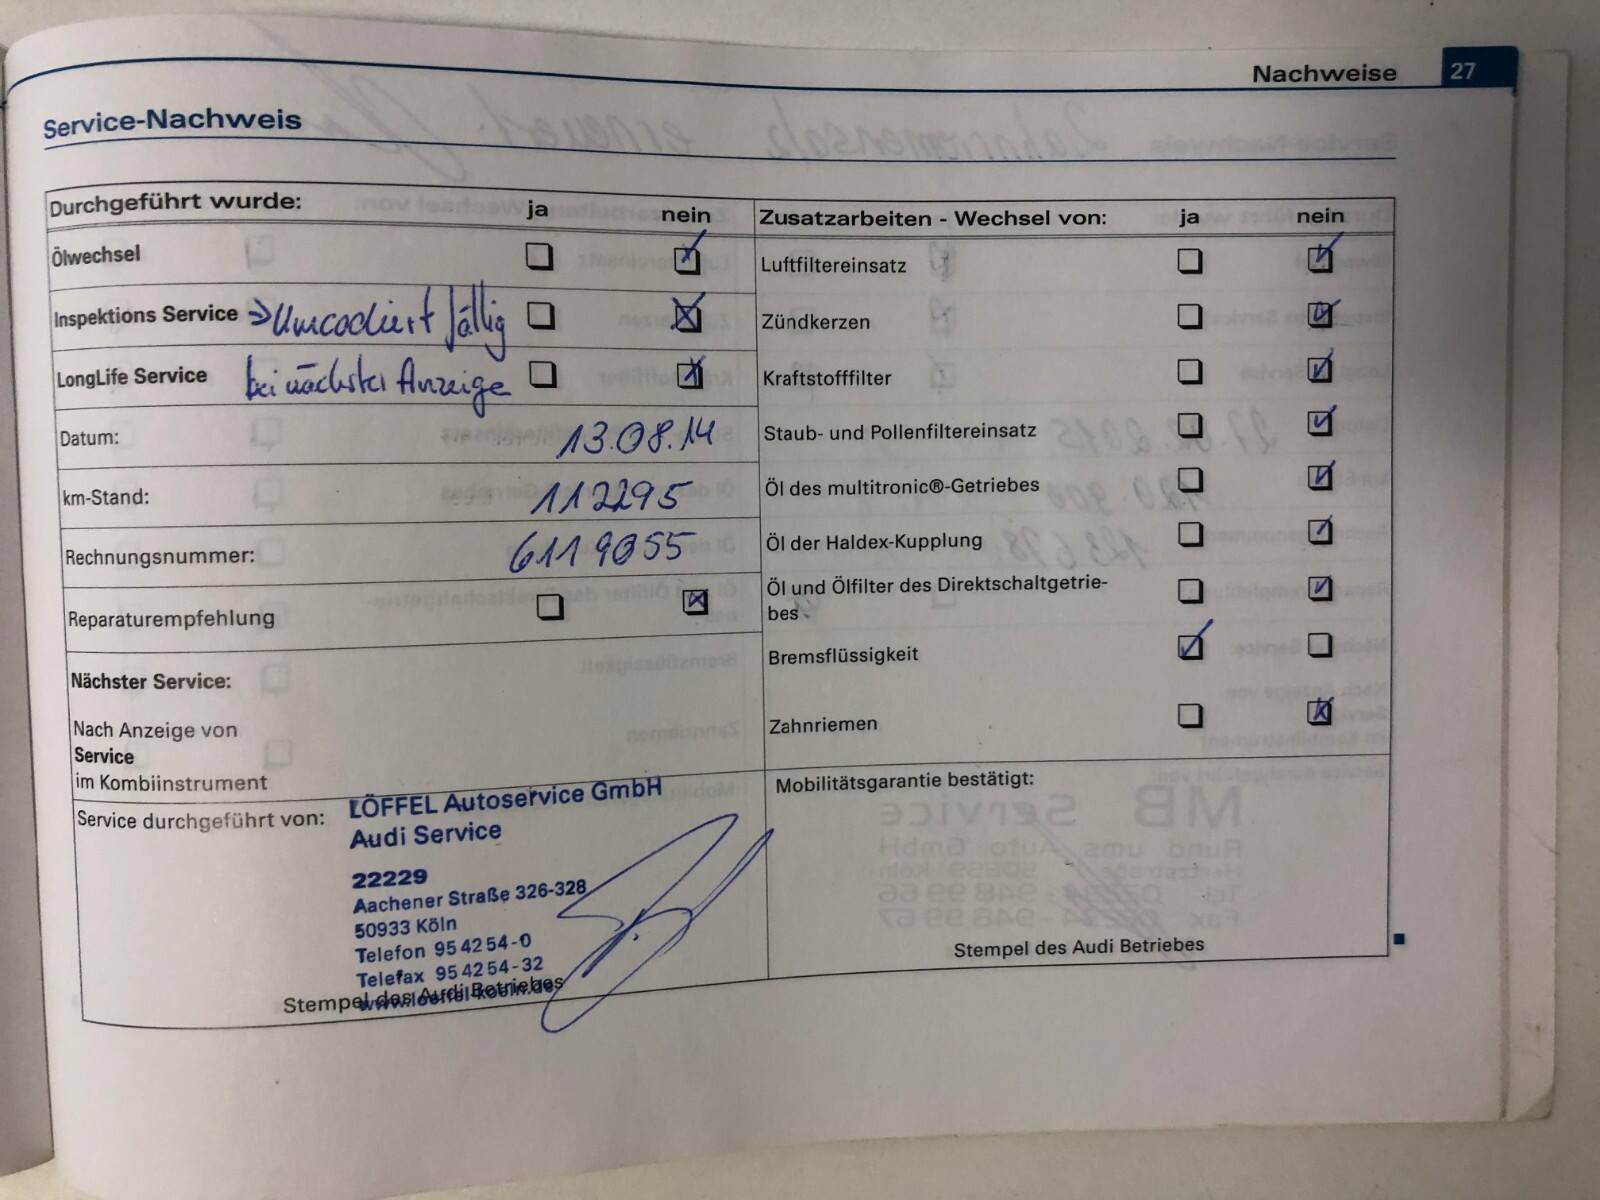 Nachweise 27
Service-Nachweis
Durchgeführt wurde: ja nein
Ölwechsel
Inspektions Service => Umcodiert fällig
LongLife Service bei nächster Anzeige
Datum: 13.08.14
km-Stand: 112295
Rechnungsnummer: 6119055
Reparaturempfehlung
Nächster Service:
Nach Anzeige von
Service
im Kombiinstrument
Service durchgeführt von:
LÖFFEL Autoservice GmbH
Audi Service
22229
Aachener Straße 326-328
50933 Köln
Telefon 95 42 54-0
Telefax 95 42 54-32
www.loeffel-koeln.de
Stempel des Audi Betriebes
Zusatzarbeiten - Wechsel von: ja nein
Luftfiltereinsatz
Zündkerzen
Kraftstofffilter
Staub- und Pollenfiltereinsatz
Öl des multitronic®-Getriebes
Öl der Haldex-Kupplung
Öl und Ölfilter des Direktschaltgetrie-
bes
Bremsflüssigkeit
Zahnriemen
Mobilitätsgarantie bestätigt:
Stempel des Audi Betriebes